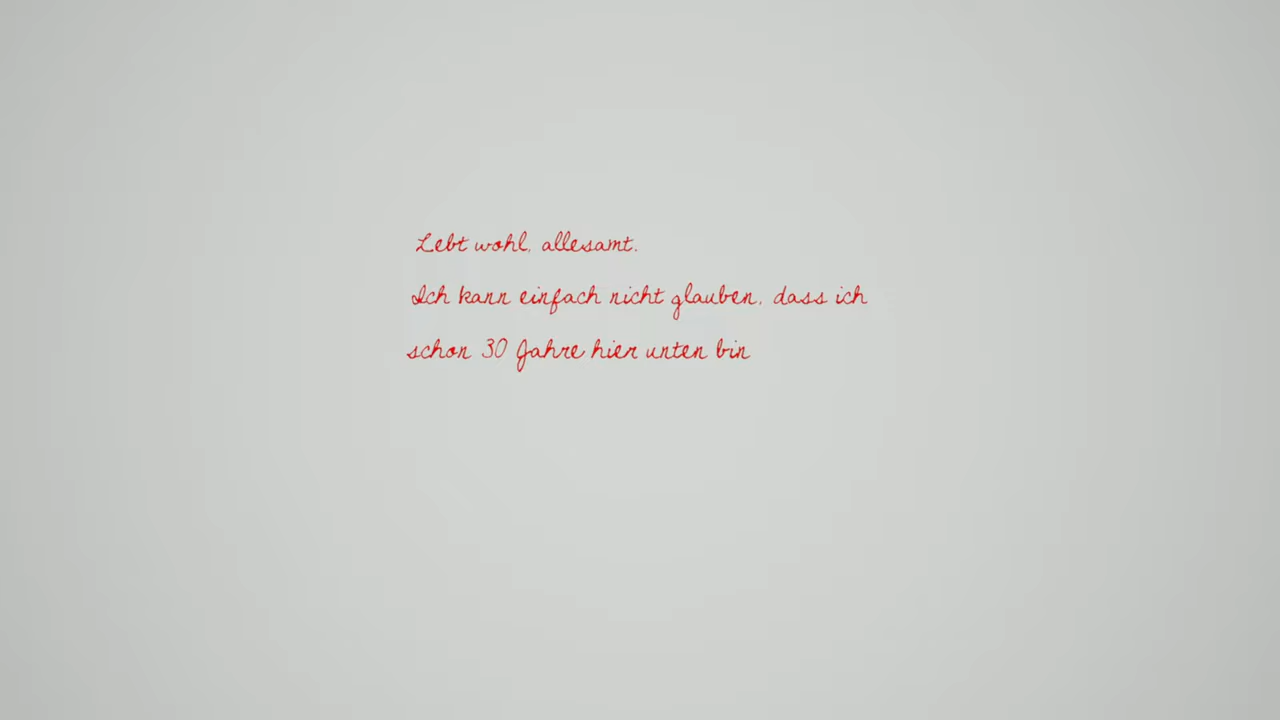 Lebt wohl, allesamt.
Ich kann einfach nicht glauben, dass ich
schon 30 Jahre hier unten bin